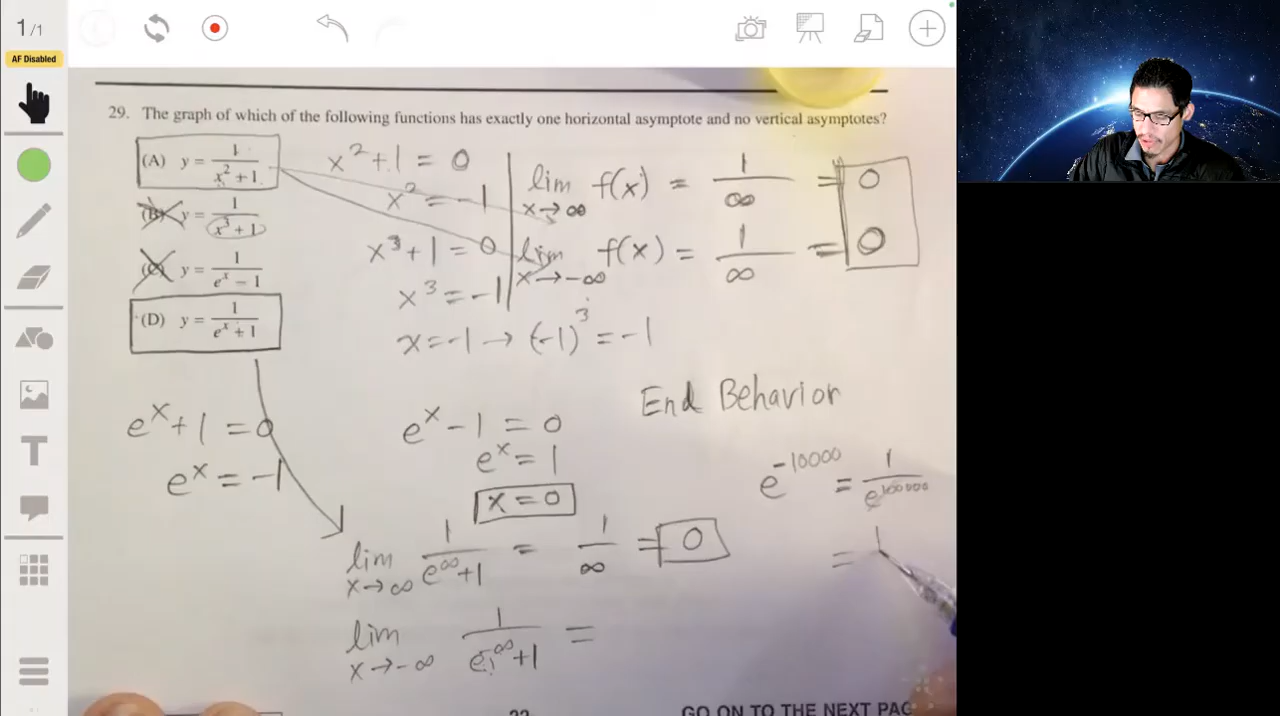 1/1
AF Disabled
29. The graph of which of the following functions has exactly one horizontal asymptote and no vertical asymptotes?
(A) y = 1/(x² + 1)
(B) y = 1/(x³ + 1)
(C) y = 1/(eˣ − 1)
(D) y = 1/(eˣ + 1)
x² + 1 = 0
x² = −1
x³ + 1 = 0
x³ = −1
x = −1 → (−1)³ = −1
lim x→∞ f(x) = 1/∞ = 0
lim x→−∞ f(x) = 1/∞ = 0
End Behavior
eˣ + 1 = 0
eˣ = −1
eˣ − 1 = 0
eˣ = 1
x = 0
e^−10000 = 1/e^100000
= 1
lim x→∞ 1/(e^∞ + 1) = 1/∞ = 0
lim x→−∞ 1/(e^−∞ + 1) =
T
GO ON TO THE NEXT PAG